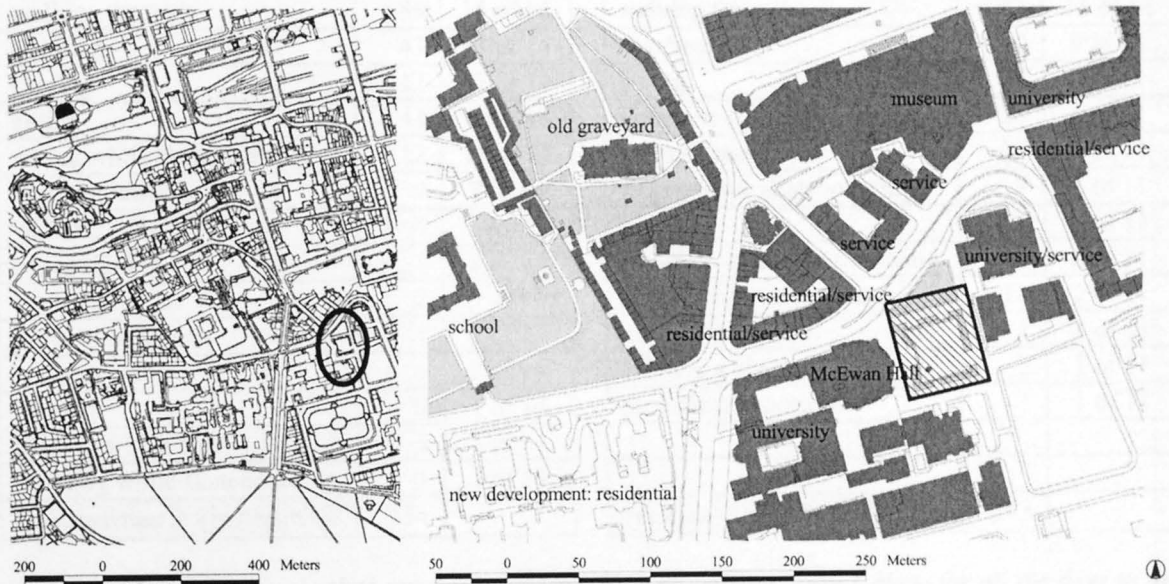 museum
university
old graveyard
residential/service
service
service
university/service
residential/service
school
residential/service
McEwan Hall
university
new development: residential
200 0 200 400 Meters
50 0 50 100 150 200 250 Meters